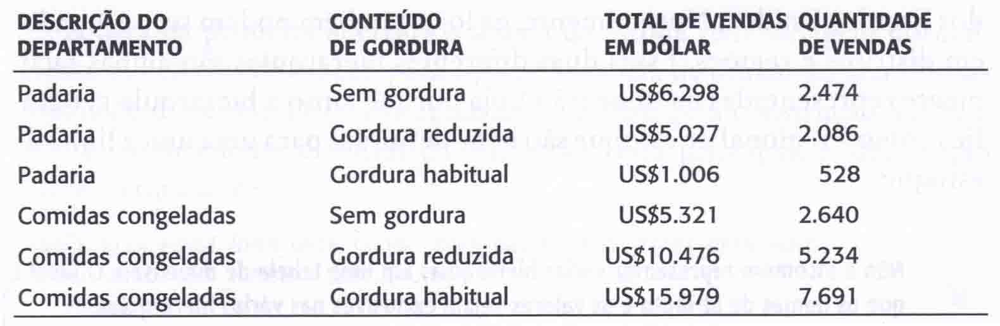 DESCRIÇÃO DO DEPARTAMENTO CONTEÚDO DE GORDURA TOTAL DE VENDAS EM DÓLAR QUANTIDADE DE VENDAS
Padaria Sem gordura US$6.298 2.474
Padaria Gordura reduzida US$5.027 2.086
Padaria Gordura habitual US$1.006 528
Comidas congeladas Sem gordura US$5.321 2.640
Comidas congeladas Gordura reduzida US$10.476 5.234
Comidas congeladas Gordura habitual US$15.979 7.691